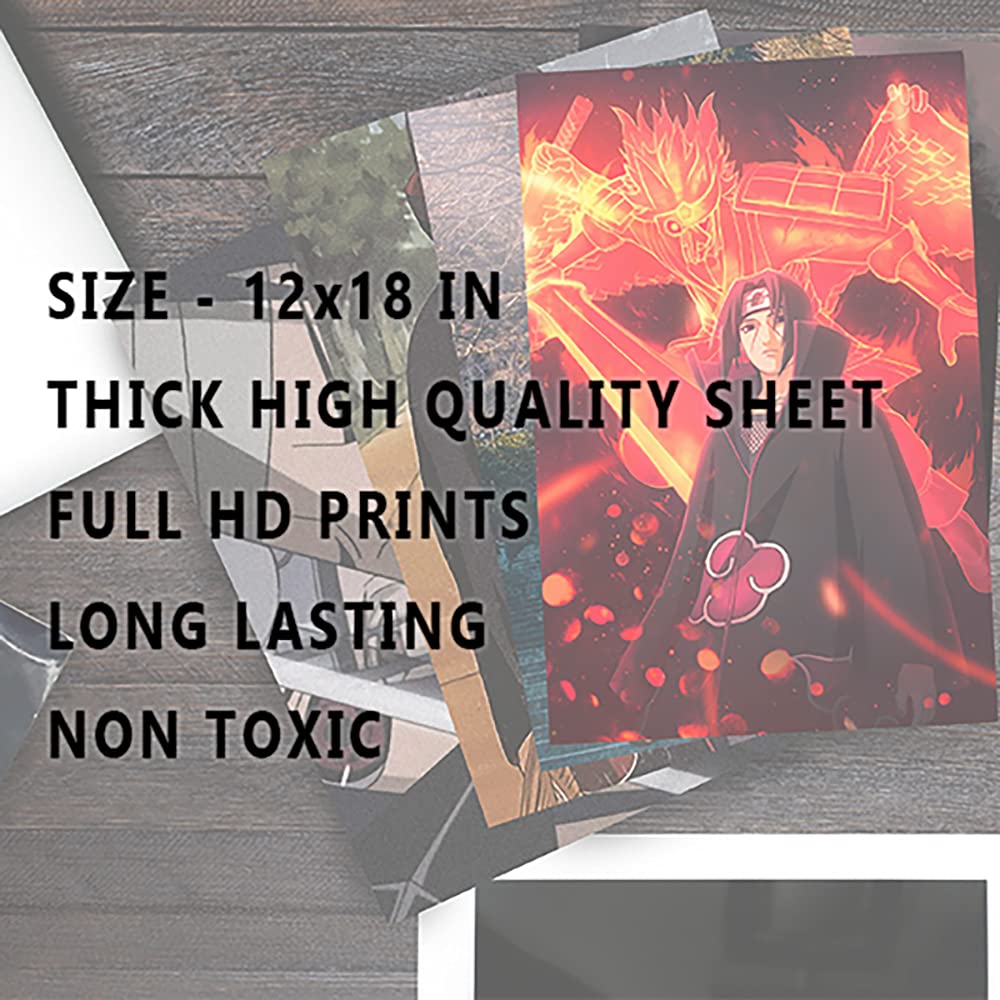 SIZE - 12x18 IN
THICK HIGH QUALITY SHEET
FULL HD PRINTS
LONG LASTING
NON TOXIC